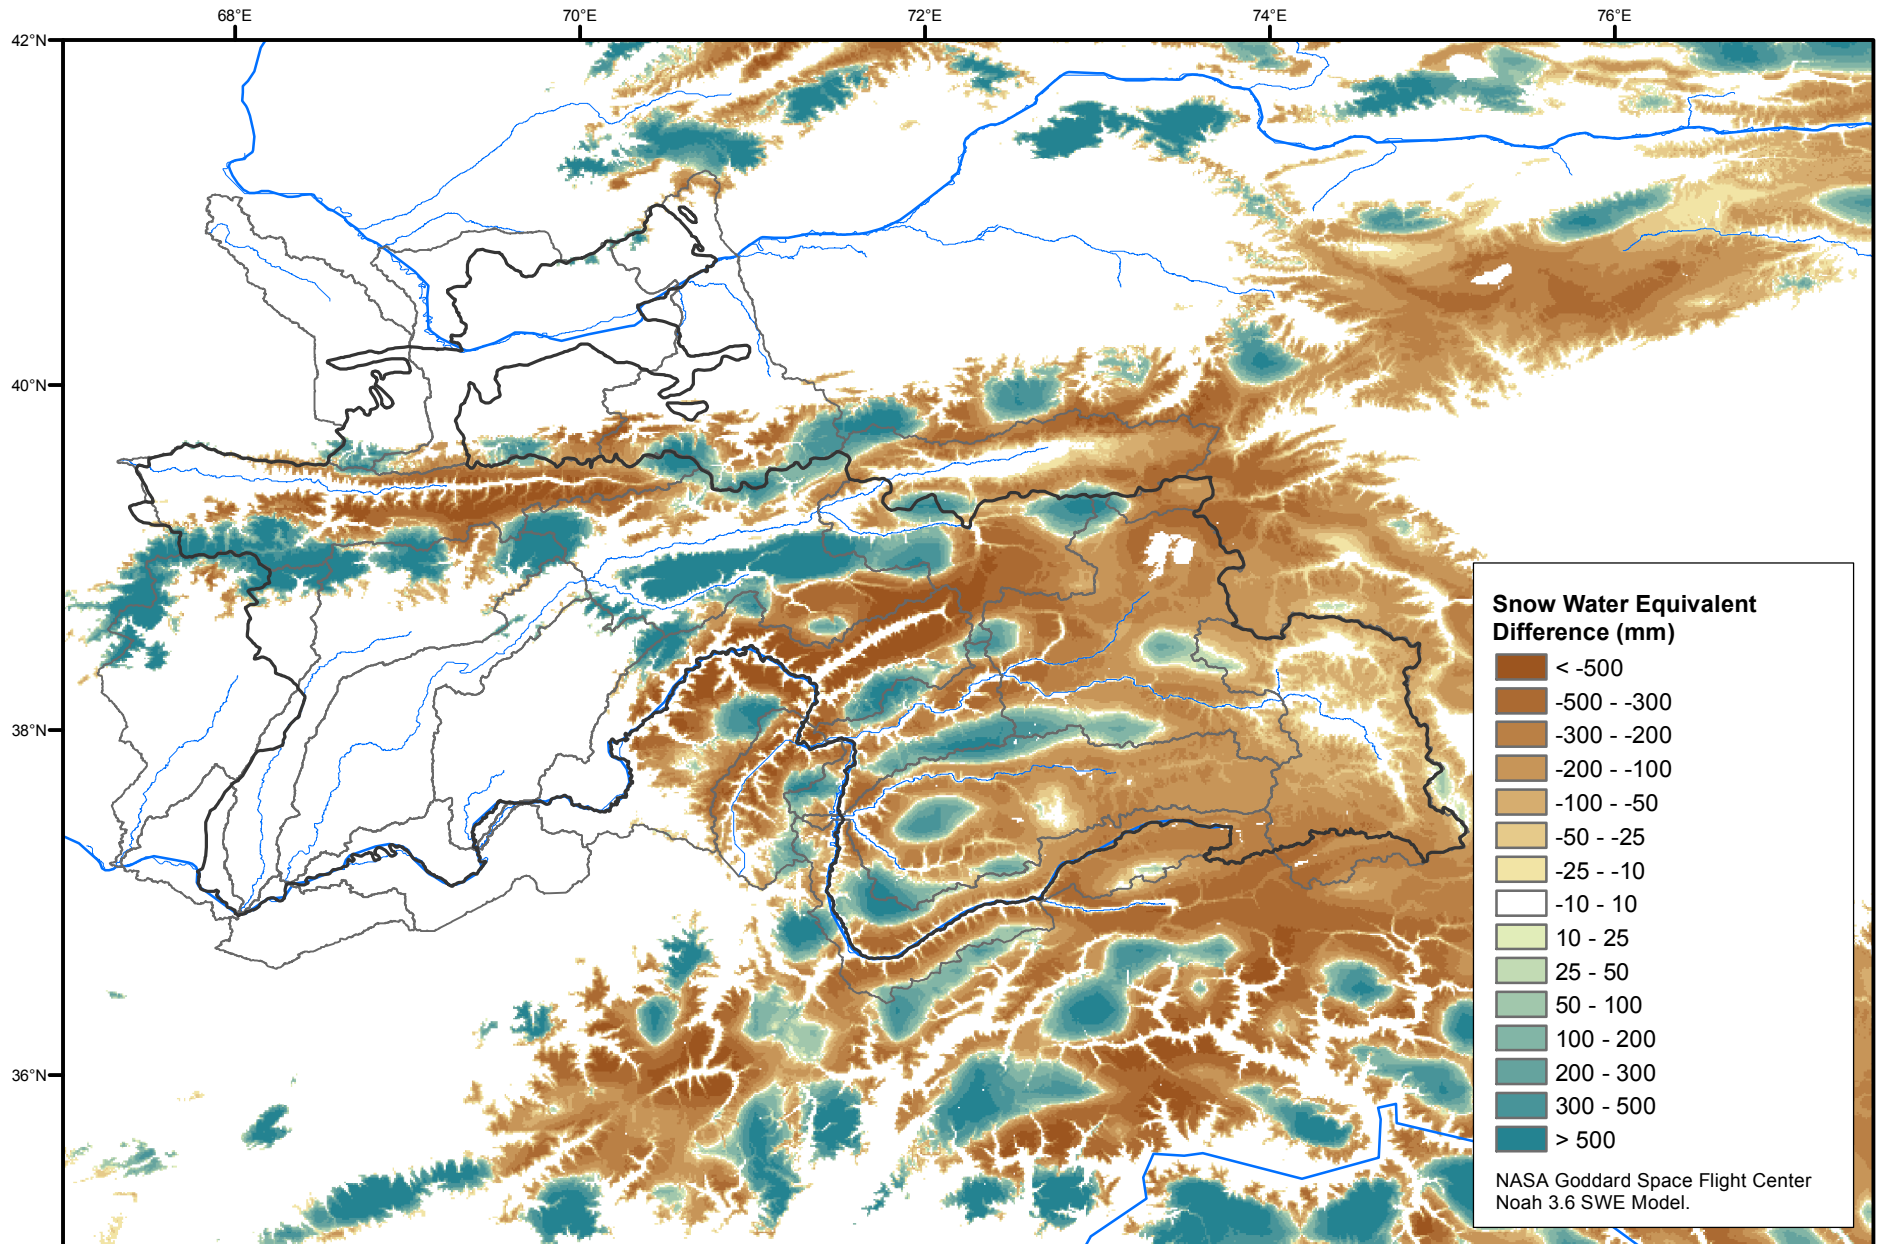 68°E 70°E 72°E 74°E 76°E
42°N
40°N
38°N
36°N
Snow Water Equivalent
Difference (mm)
< -500
-500 - -300
-300 - -200
-200 - -100
-100 - -50
-50 - -25
-25 - -10
-10 - 10
10 - 25
25 - 50
50 - 100
100 - 200
200 - 300
300 - 500
> 500
NASA Goddard Space Flight Center
Noah 3.6 SWE Model.